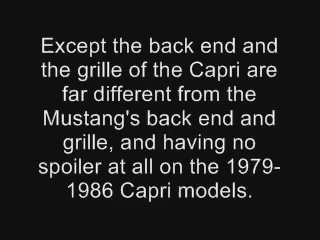 Except the back end and
the grille of the Capri are
far different from the
Mustang's back end and
grille, and having no
spoiler at all on the 1979-
1986 Capri models.